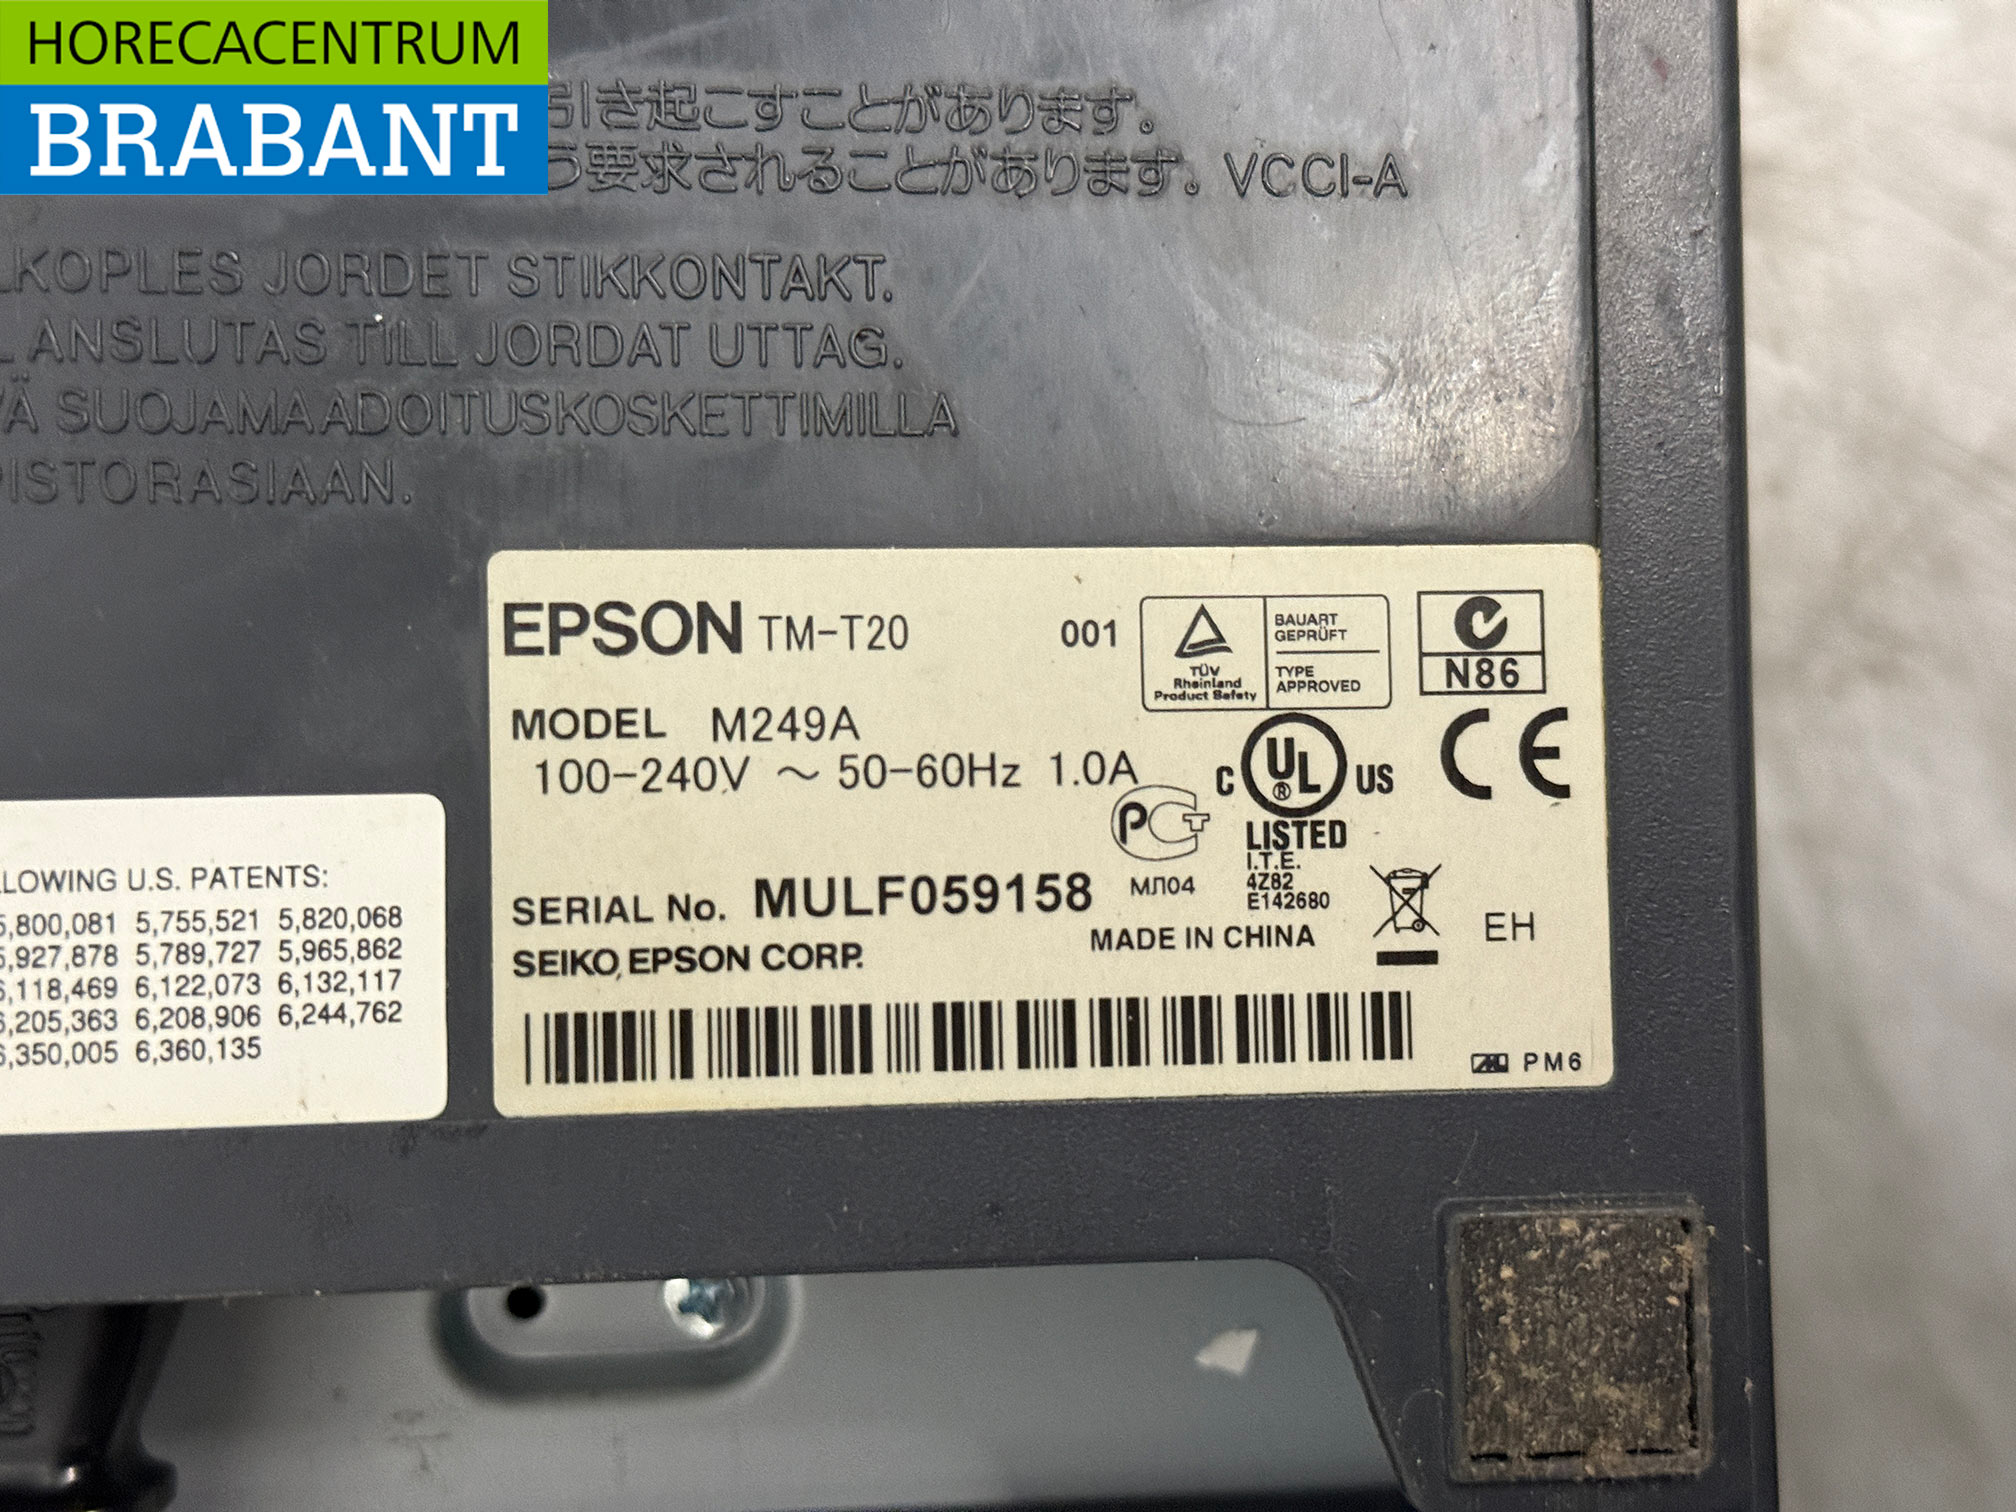 HORECACENTRUM
BRABANT
引き起こすことがあります。
う要求されることがあります。VCCI-A
KOPLES JORDET STIKKONTAKT.
ANSLUTAS TILL JORDAT UTTAG.
SUOJAMAADOITUSKOSKETTIMILLA
ISTORASIAAN.
EPSON TM-T20 001
TÜV
Rheinland
Product Safety
BAUART
GEPRÜFT
TYPE
APPROVED
N86
MODEL M249A
100-240V ～ 50-60Hz 1.0A
C UL ® US
CE
LISTED
I.T.E.
4Z82
E142680
PCT
МЛ04
SERIAL No. MULF059158
MADE IN CHINA
EH
SEIKO EPSON CORP.
PM6
LOWING U.S. PATENTS:
5,800,081 5,755,521 5,820,068
5,927,878 5,789,727 5,965,862
6,118,469 6,122,073 6,132,117
6,205,363 6,208,906 6,244,762
6,350,005 6,360,135